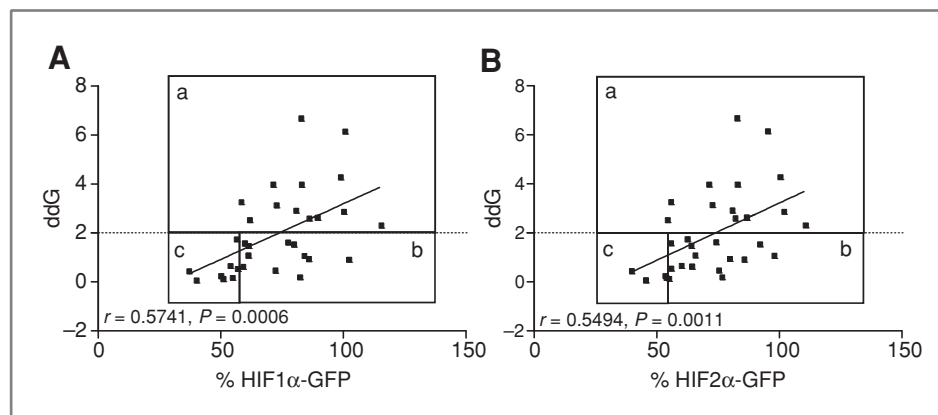 A
8
6
4
2
0
−2
ddG
a
c
b
r = 0.5741, P = 0.0006
0
50
100
150
% HIF1α-GFP
B
8
6
4
2
0
−2
ddG
a
c
b
r = 0.5494, P = 0.0011
0
50
100
150
% HIF2α-GFP